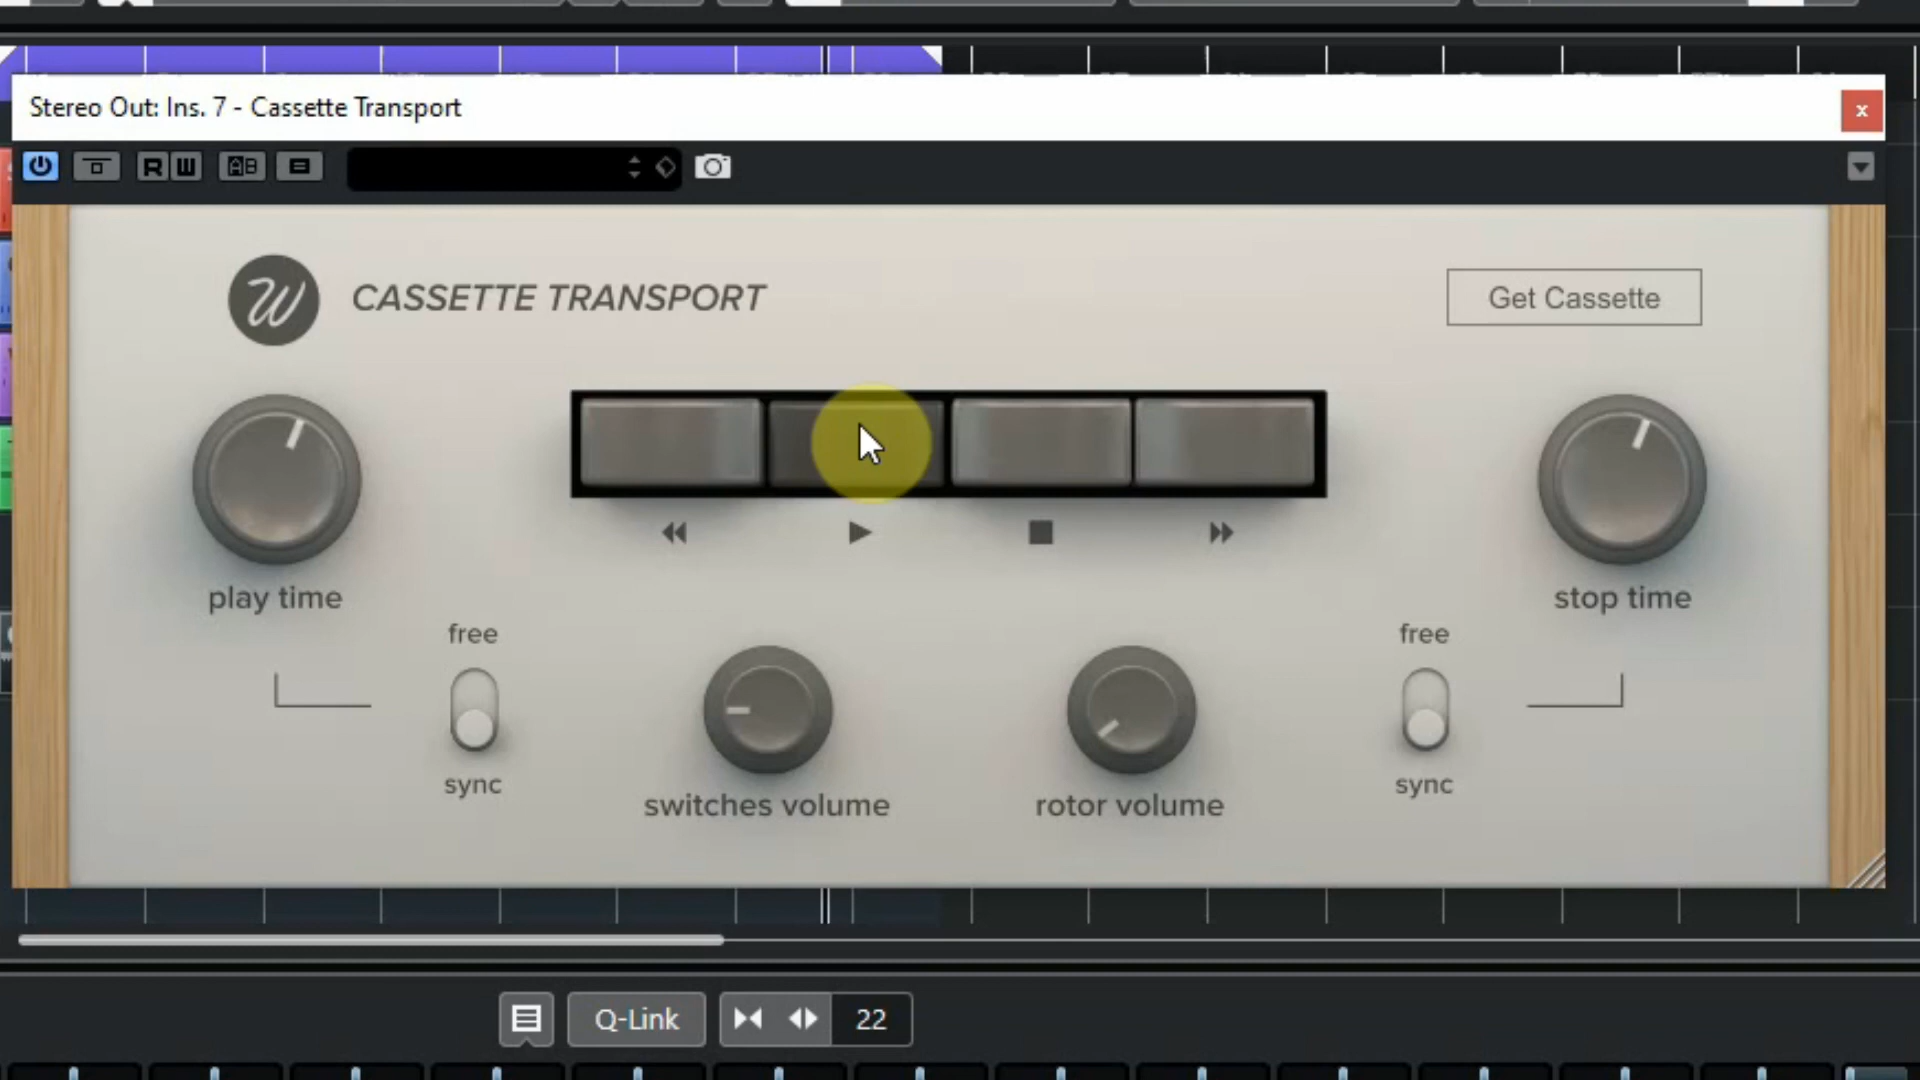 Stereo Out: Ins. 7 - Cassette Transport
x
R W AB
W CASSETTE TRANSPORT
Get Cassette
play time
stop time
free
free
sync
sync
switches volume
rotor volume
Q-Link
22